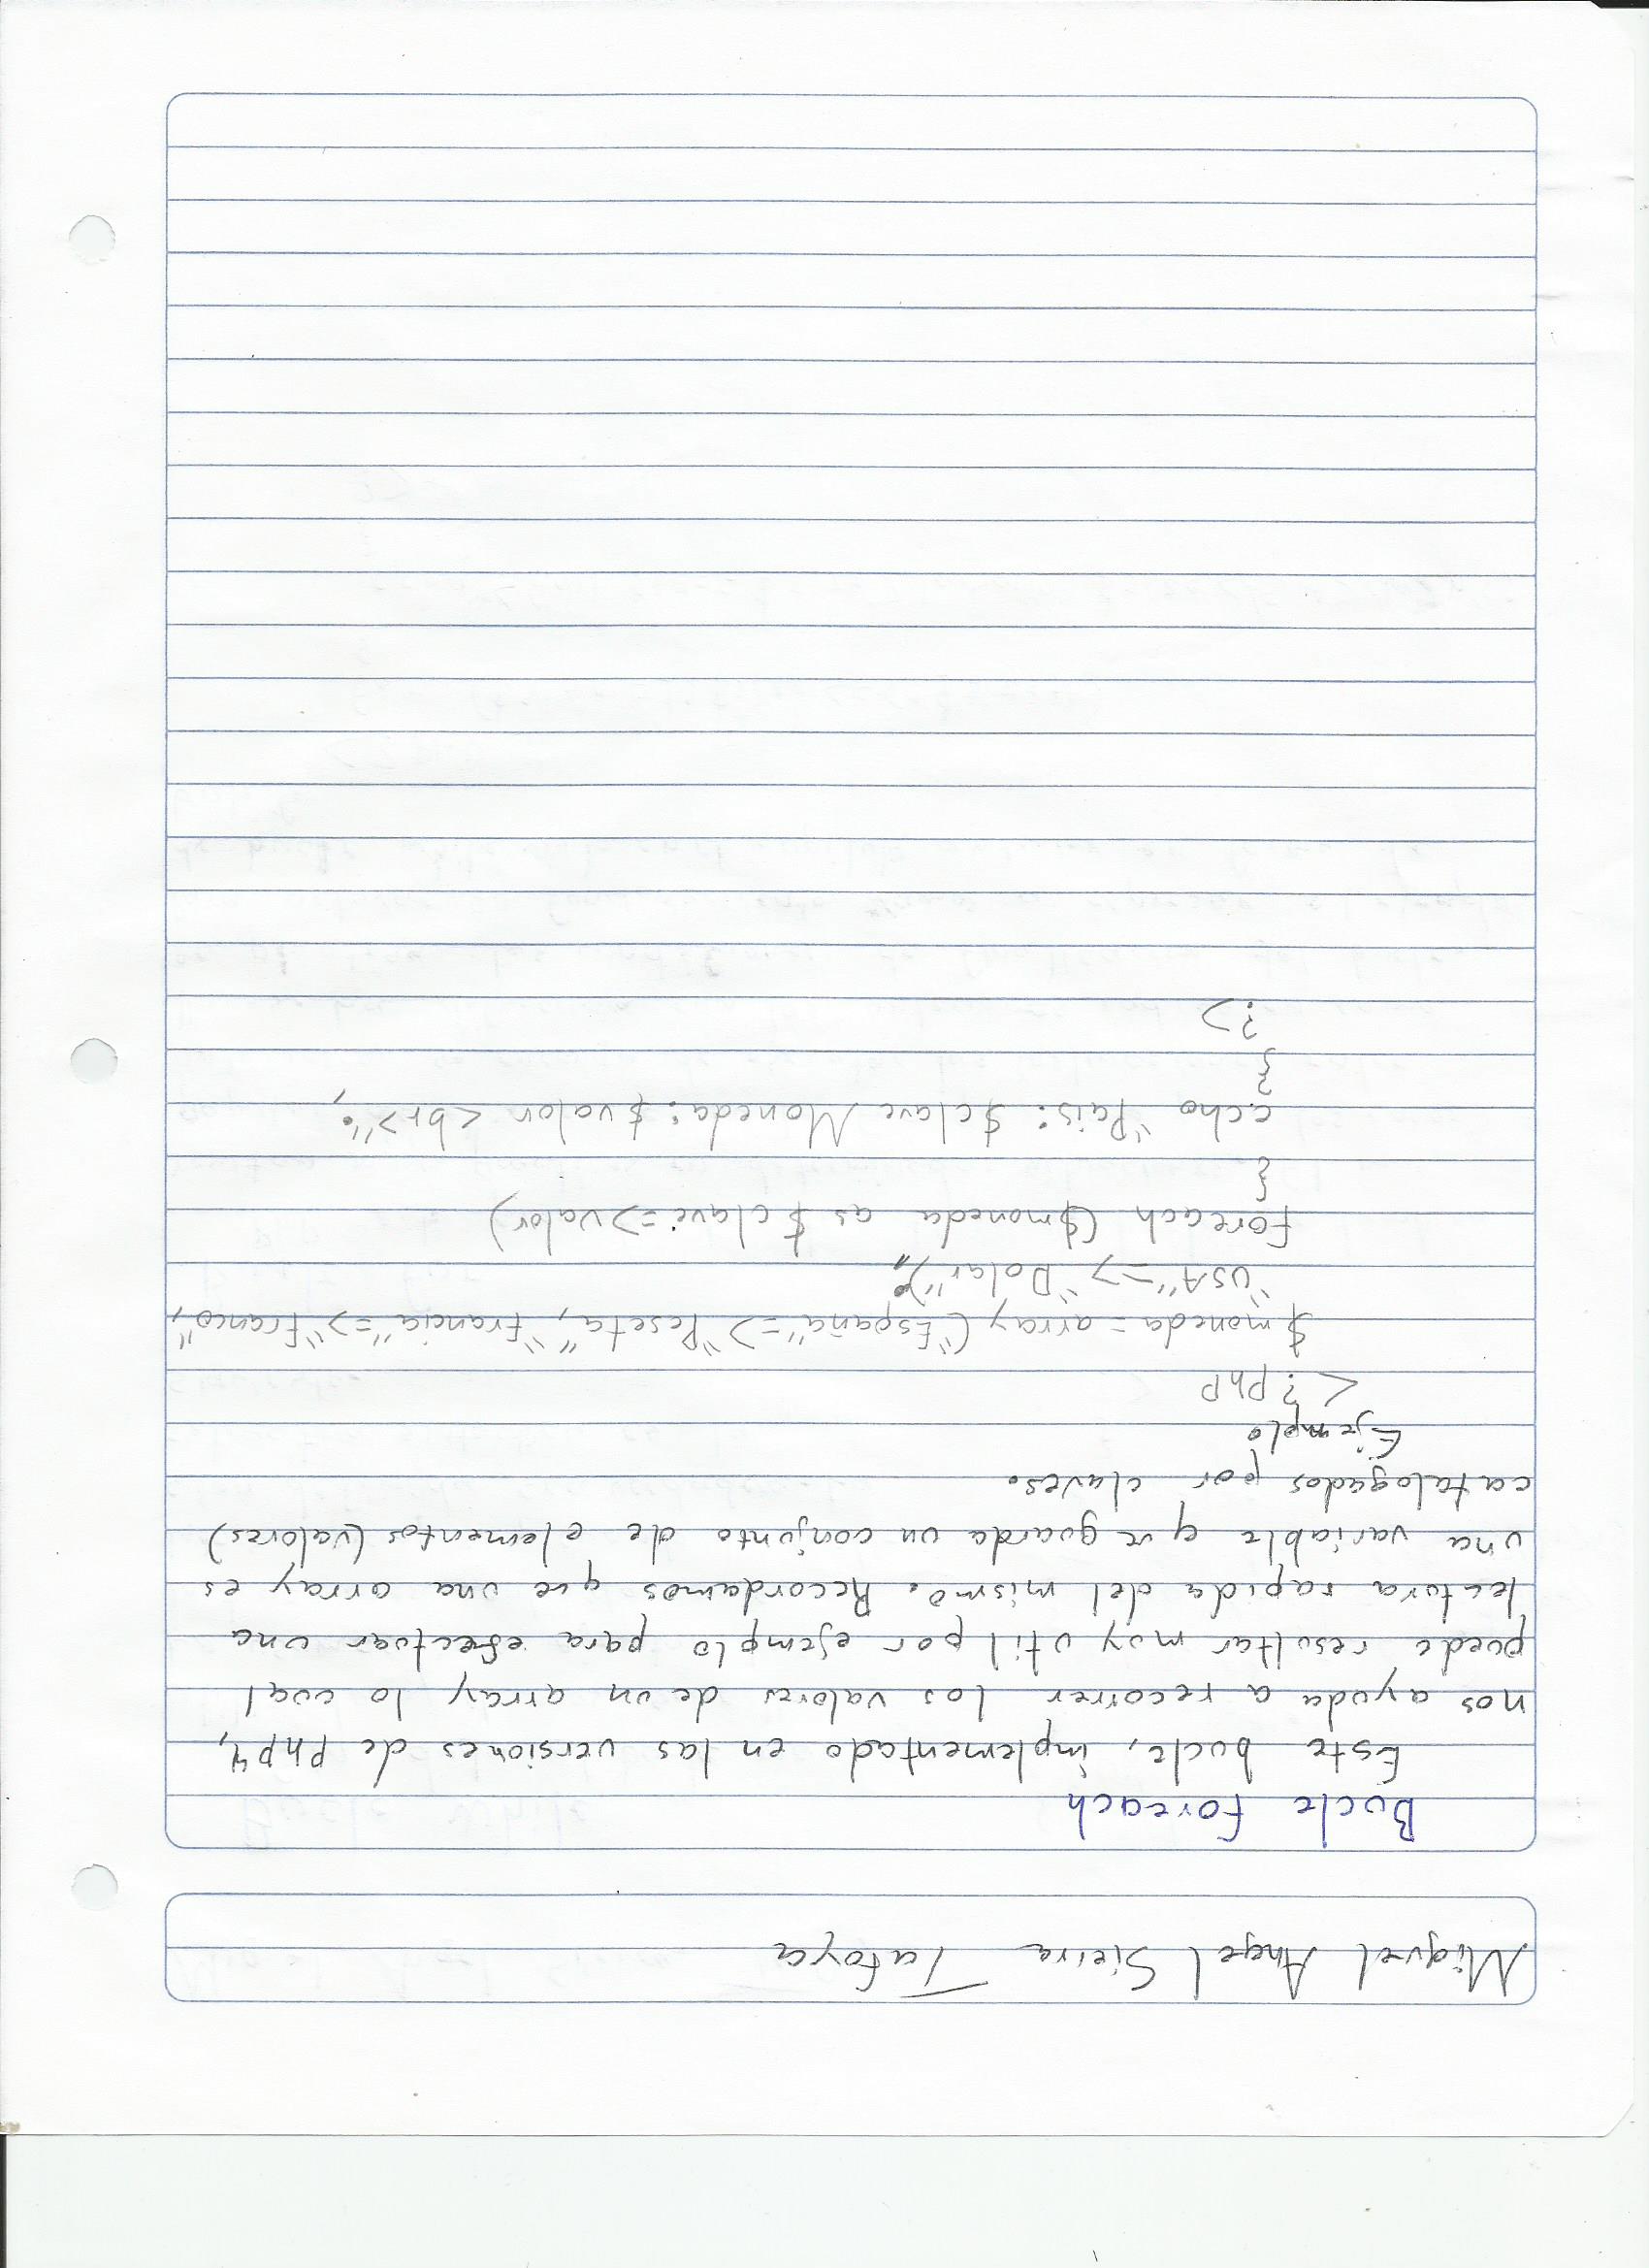 Miguel Angel Sierra Tafoya
Bucle foreach
Este bucle, implementado en las versiones de php4,
nos ayuda a recorrer los valores de un array lo cual
puede resultar muy util por ejemplo para efectuar una
lectura rapida del mismo. Recordamos que una array es
una variable que guarda un conjunto de elementos (valores)
catalogados por claves.
Ejemplo
<?php
$moneda=array("España"=>"Peseta","Francia"=>"Franco",
"USA"=>"Dolar");
foreach ($moneda as $clave=>valor)
{
echo "Pais: $clave Moneda: $valor <br>";
}
?>